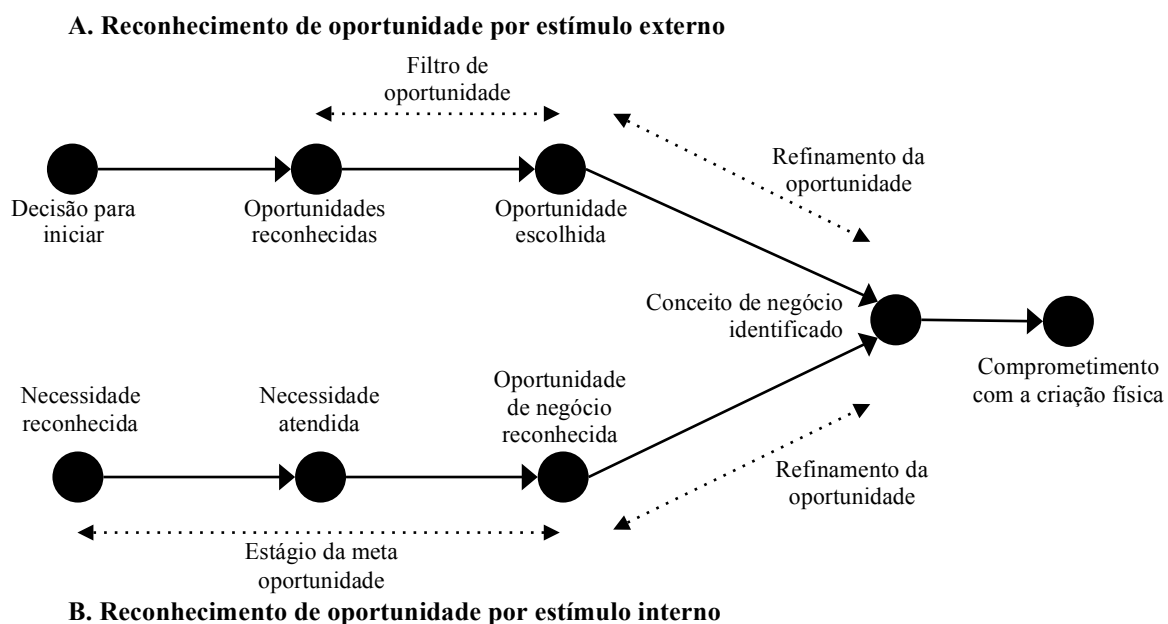 A. Reconhecimento de oportunidade por estímulo externo
Filtro de
oportunidade
Refinamento da
oportunidade
Decisão para
iniciar
Oportunidades
reconhecidas
Oportunidade
escolhida
Conceito de negócio
identificado
Comprometimento
com a criação física
Necessidade
reconhecida
Necessidade
atendida
Oportunidade
de negócio
reconhecida
Refinamento da
oportunidade
Estágio da meta
oportunidade
B. Reconhecimento de oportunidade por estímulo interno